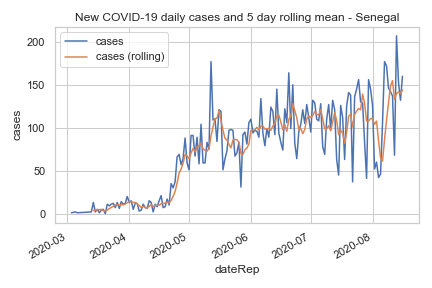 New COVID-19 daily cases and 5 day rolling mean - Senegal
cases
cases (rolling)
200
150
100
50
0
cases
2020-03
2020-04
2020-05
2020-06
2020-07
2020-08
dateRep